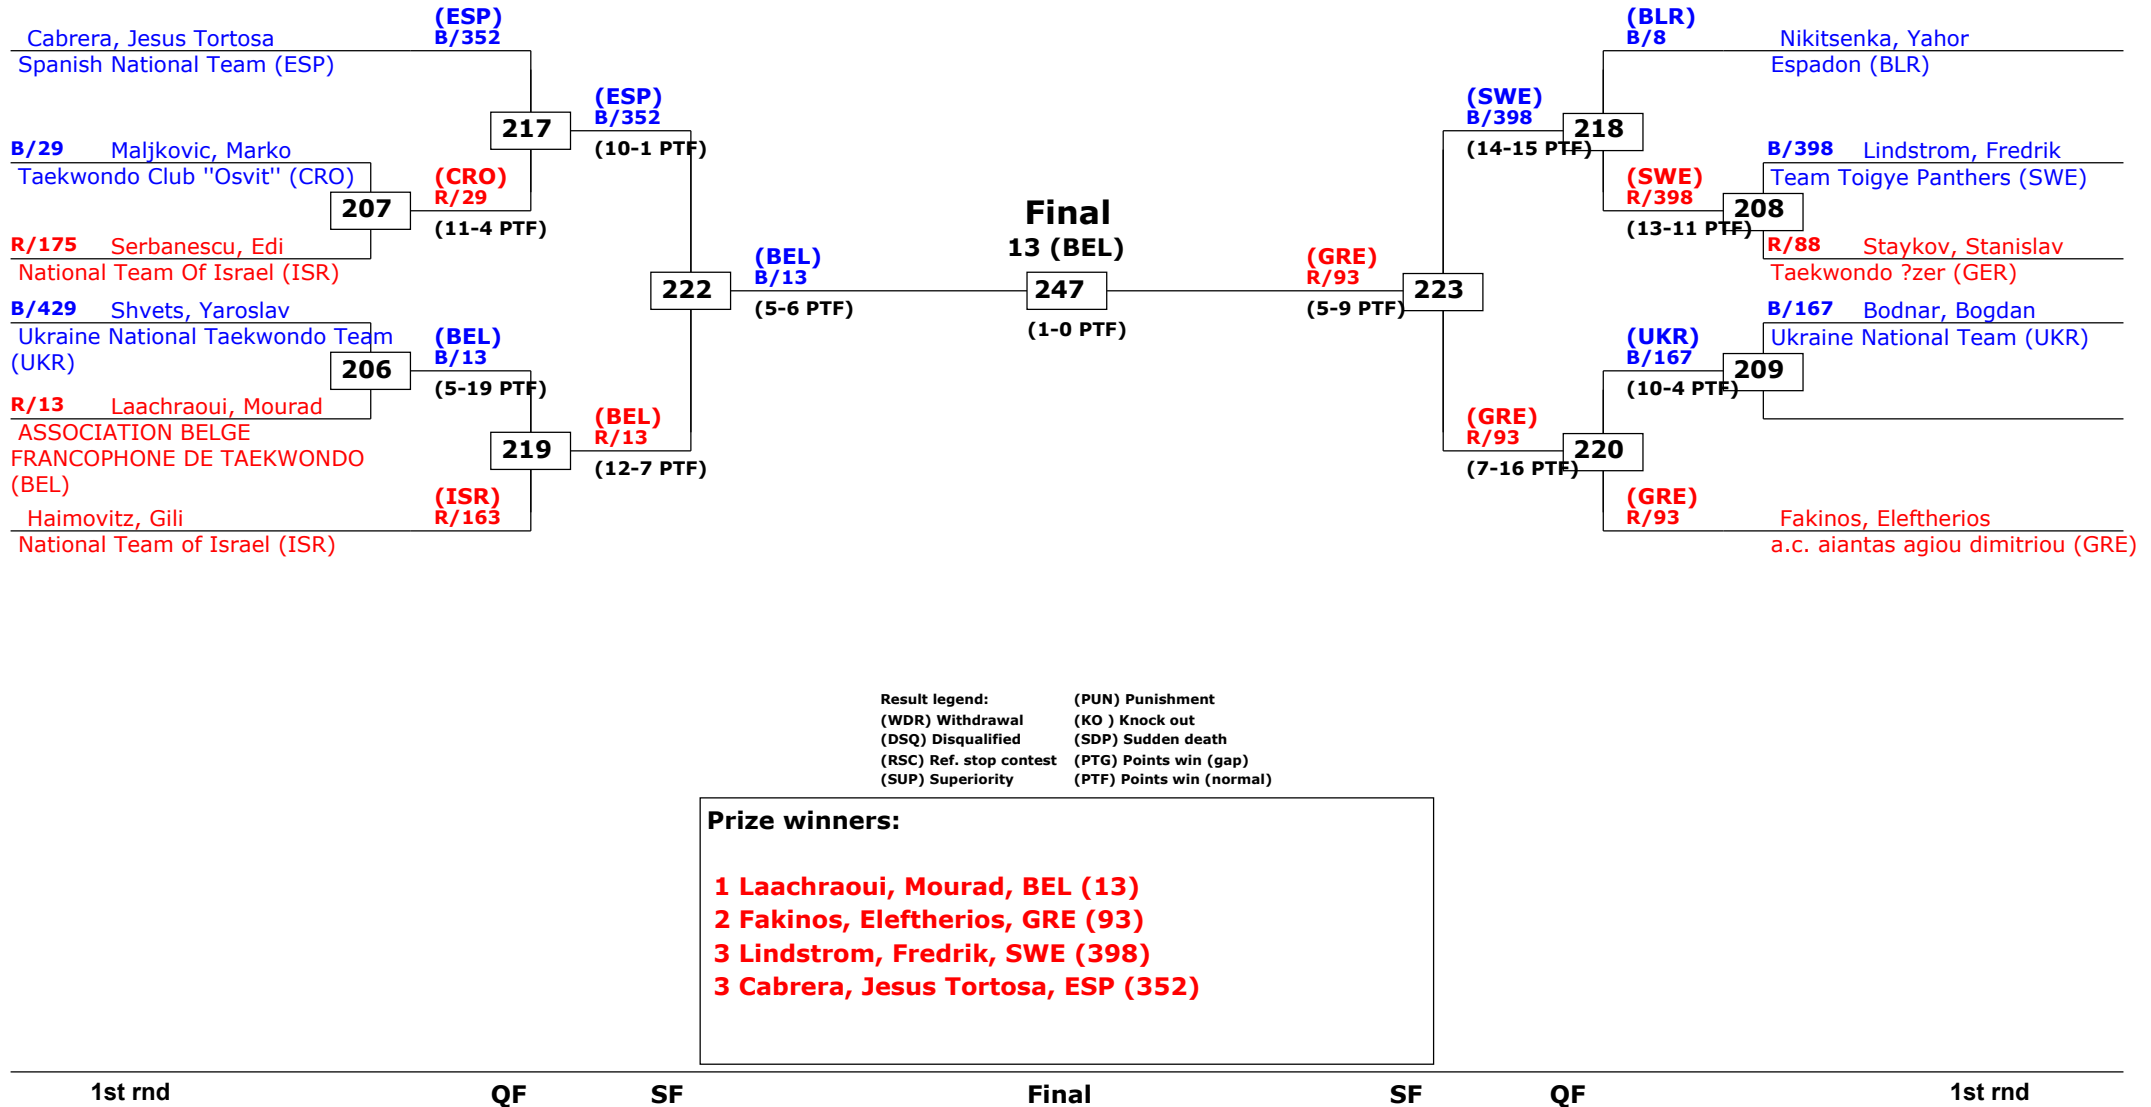 (ESP)
B/352
Cabrera, Jesus Tortosa
Spanish National Team (ESP)
(ESP)
B/352
217
(10-1 PTF)
B/29 Maljkovic, Marko
Taekwondo Club "Osvit" (CRO)
(CRO)
R/29
207
(11-4 PTF)
R/175 Serbanescu, Edi
National Team Of Israel (ISR)
(BEL)
B/13
222
(5-6 PTF)
B/429 Shvets, Yaroslav
Ukraine National Taekwondo Team
(UKR)
(BEL)
B/13
206
(5-19 PTF)
R/13 Laachraoui, Mourad
ASSOCIATION BELGE
FRANCOPHONE DE TAEKWONDO
(BEL)
(BEL)
R/13
219
(12-7 PTF)
(ISR)
R/163
Haimovitz, Gili
National Team of Israel (ISR)
Final
13 (BEL)
247
(1-0 PTF)
(BLR)
B/8 Nikitsenka, Yahor
Espadon (BLR)
(SWE)
B/398
218
(14-15 PTF)
B/398 Lindstrom, Fredrik
Team Toigye Panthers (SWE)
(SWE)
R/398
208
(13-11 PTF)
R/88 Staykov, Stanislav
Taekwondo ?zer (GER)
(GRE)
R/93
223
(5-9 PTF)
B/167 Bodnar, Bogdan
Ukraine National Team (UKR)
(UKR)
B/167
209
(10-4 PTF)
(GRE)
R/93
220
(7-16 PTF)
(GRE)
R/93 Fakinos, Eleftherios
a.c. aiantas agiou dimitriou (GRE)
Result legend: (PUN) Punishment
(WDR) Withdrawal (KO ) Knock out
(DSQ) Disqualified (SDP) Sudden death
(RSC) Ref. stop contest (PTG) Points win (gap)
(SUP) Superiority (PTF) Points win (normal)
Prize winners:
1 Laachraoui, Mourad, BEL (13)
2 Fakinos, Eleftherios, GRE (93)
3 Lindstrom, Fredrik, SWE (398)
3 Cabrera, Jesus Tortosa, ESP (352)
1st rnd QF SF Final SF QF 1st rnd